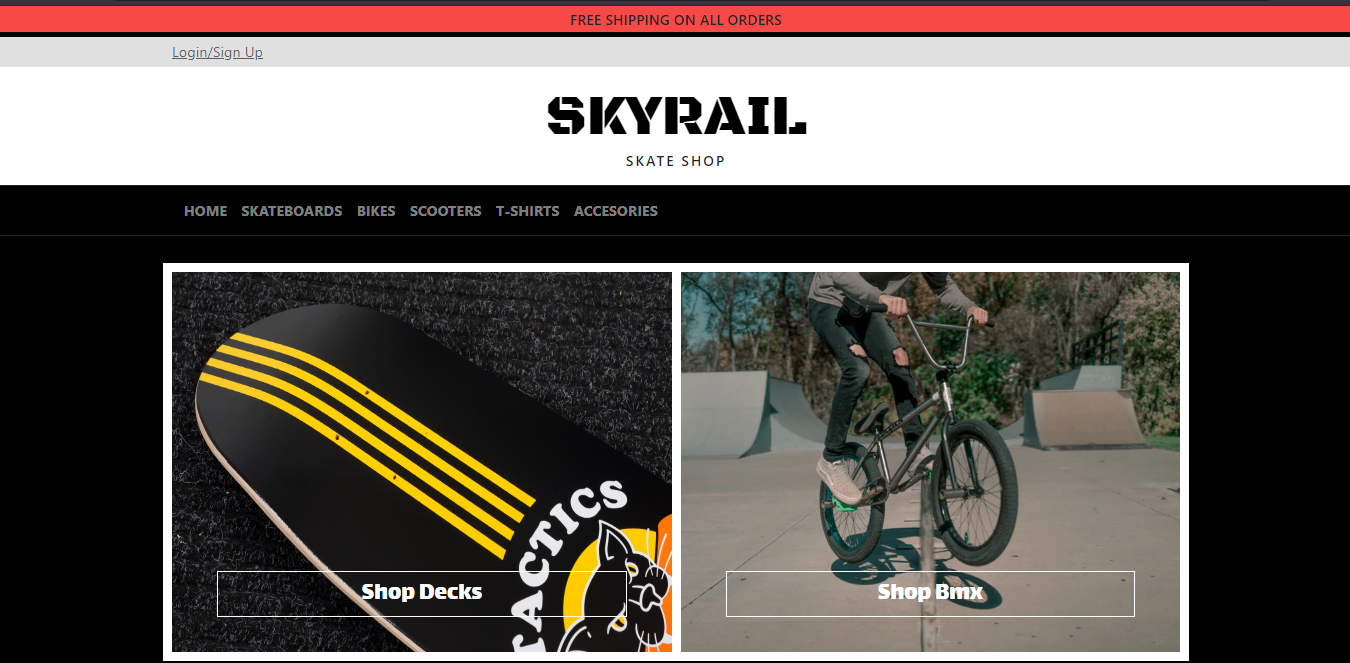 FREE SHIPPING ON ALL ORDERS
Login/Sign Up
SKYRAIL
SKATE SHOP
HOME SKATEBOARDS BIKES SCOOTERS T-SHIRTS ACCESORIES
TACTICS
Shop Decks
Shop Bmx